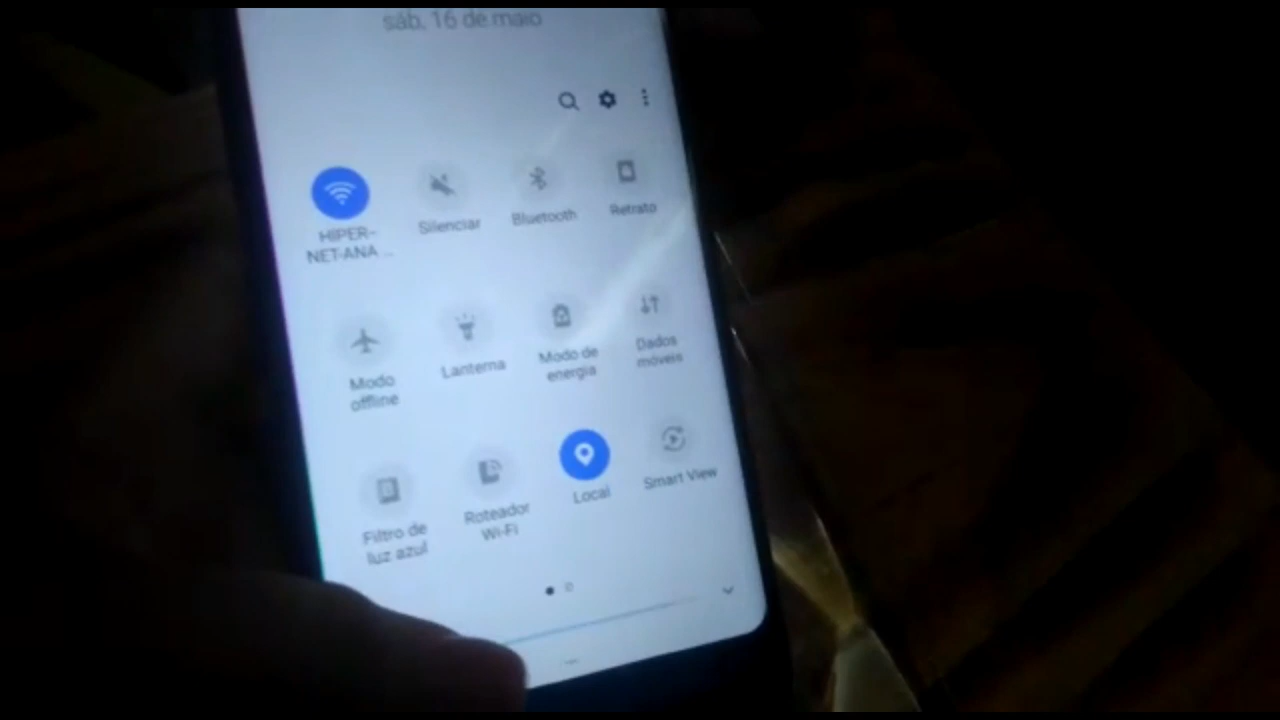 sáb, 16 de maio
HIPER-
NET-ANA ...
Silenciar
Bluetooth
Retrato
Modo
offline
Lanterna
Modo de
energia
Dados
móveis
Filtro de
luz azul
Roteador
Wi-Fi
Local
Smart View